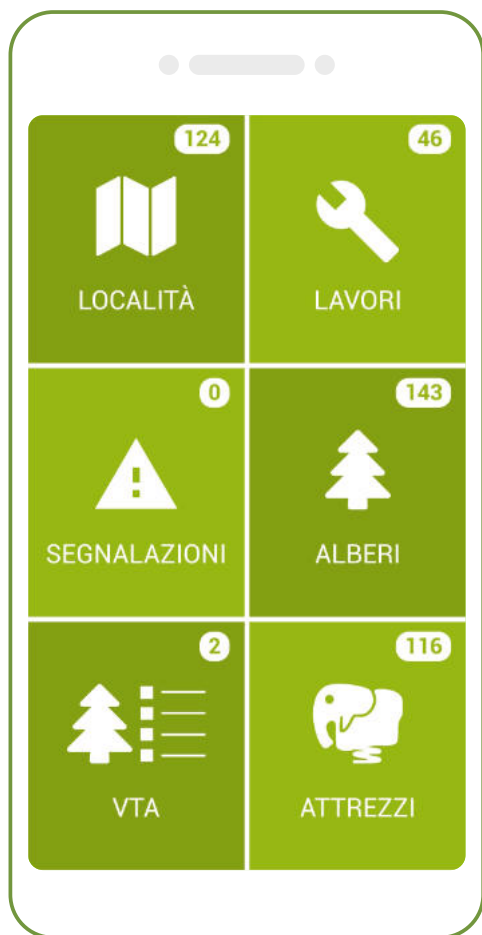 124
LOCALITÀ
46
LAVORI
0
SEGNALAZIONI
143
ALBERI
2
VTA
116
ATTREZZI